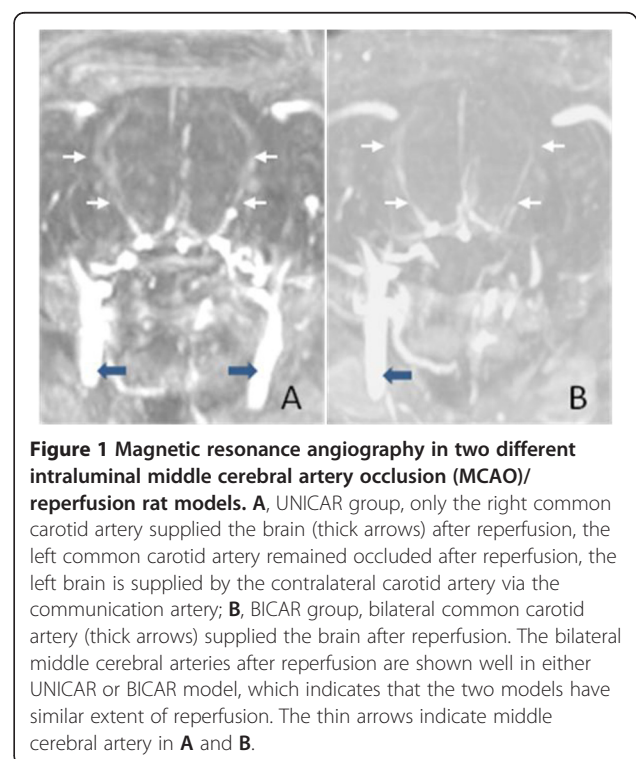 A
B
Figure 1 Magnetic resonance angiography in two different
intraluminal middle cerebral artery occlusion (MCAO)/
reperfusion rat models. A, UNICAR group, only the right common
carotid artery supplied the brain (thick arrows) after reperfusion, the
left common carotid artery remained occluded after reperfusion, the
left brain is supplied by the contralateral carotid artery via the
communication artery; B, BICAR group, bilateral common carotid
artery (thick arrows) supplied the brain after reperfusion. The bilateral
middle cerebral arteries after reperfusion are shown well in either
UNICAR or BICAR model, which indicates that the two models have
similar extent of reperfusion. The thin arrows indicate middle
cerebral artery in A and B.